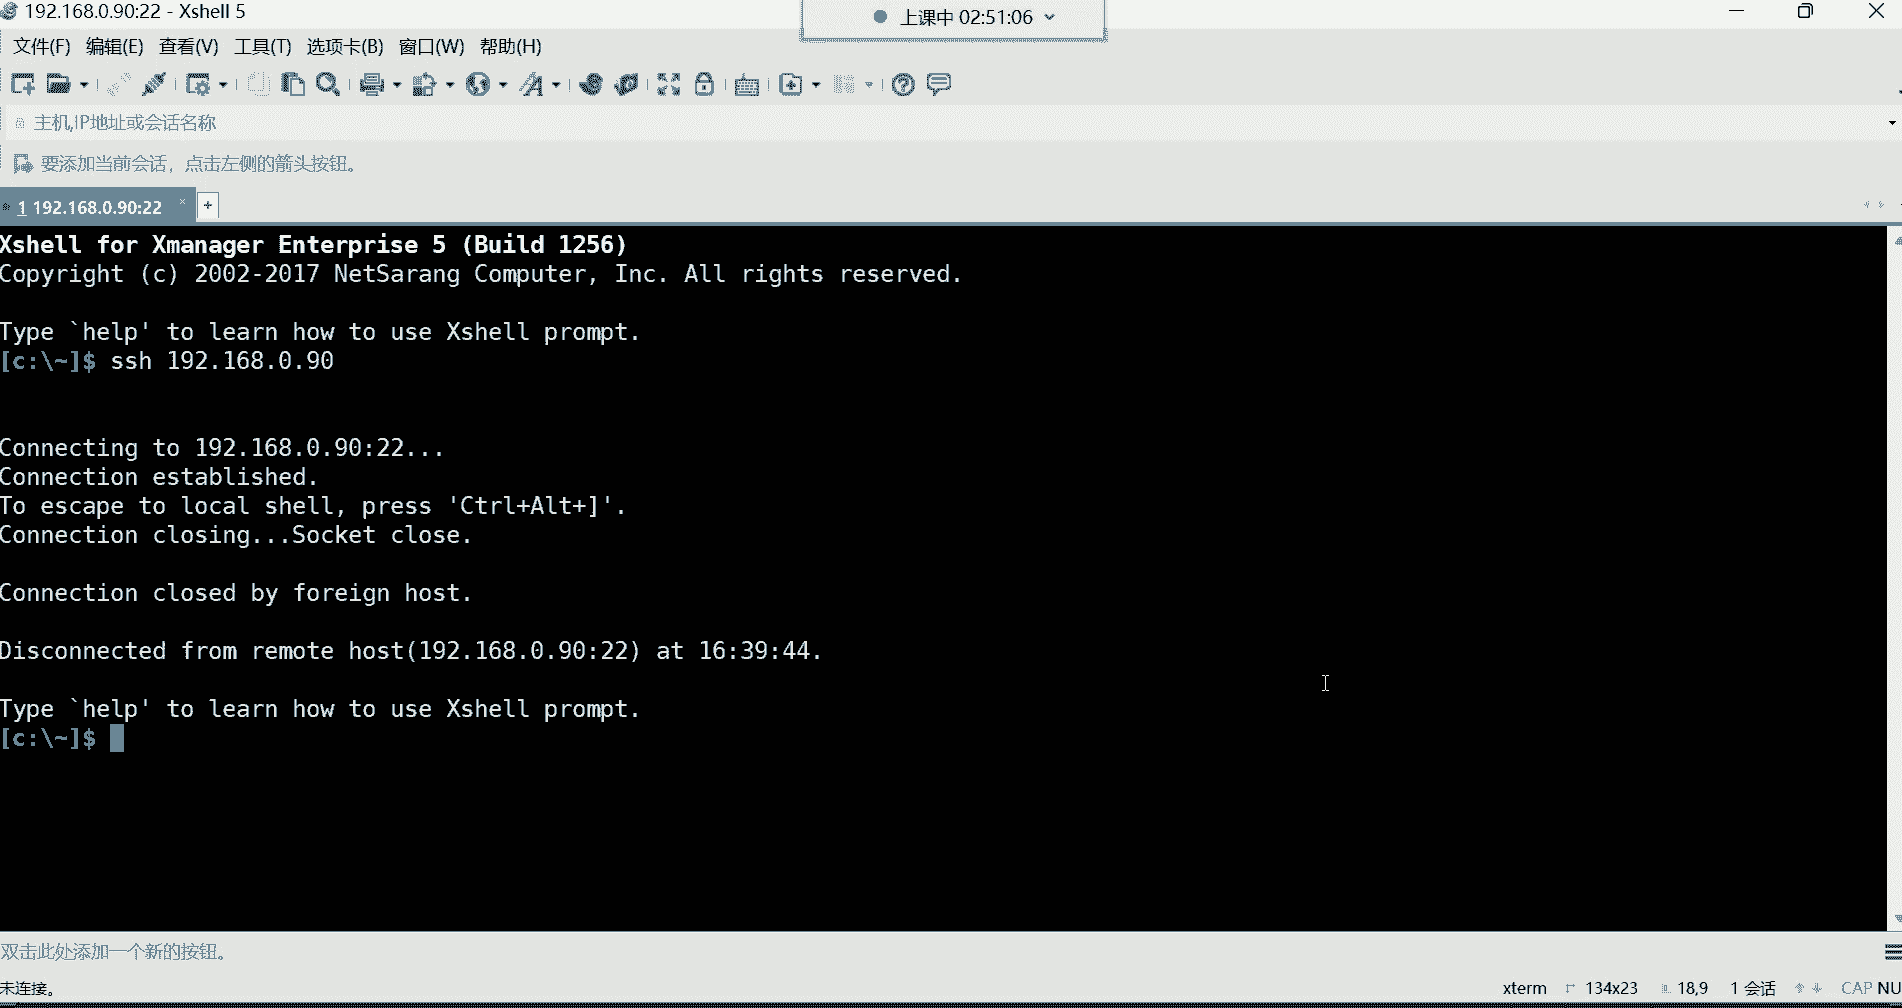 192.168.0.90:22 - Xshell 5
上课中 02:51:06
文件(F) 编辑(E) 查看(V) 工具(T) 选项卡(B) 窗口(W) 帮助(H)
主机,IP地址或会话名称
要添加当前会话，点击左侧的箭头按钮。
1 192.168.0.90:22
Xshell for Xmanager Enterprise 5 (Build 1256)
Copyright (c) 2002-2017 NetSarang Computer, Inc. All rights reserved.
Type `help' to learn how to use Xshell prompt.
[c:\~]$ ssh 192.168.0.90
Connecting to 192.168.0.90:22...
Connection established.
To escape to local shell, press 'Ctrl+Alt+]'.
Connection closing...Socket close.
Connection closed by foreign host.
Disconnected from remote host(192.168.0.90:22) at 16:39:44.
Type `help' to learn how to use Xshell prompt.
[c:\~]$
双击此处添加一个新的按钮。
未连接。 xterm 134x23 18,9 1 会话 CAP NU